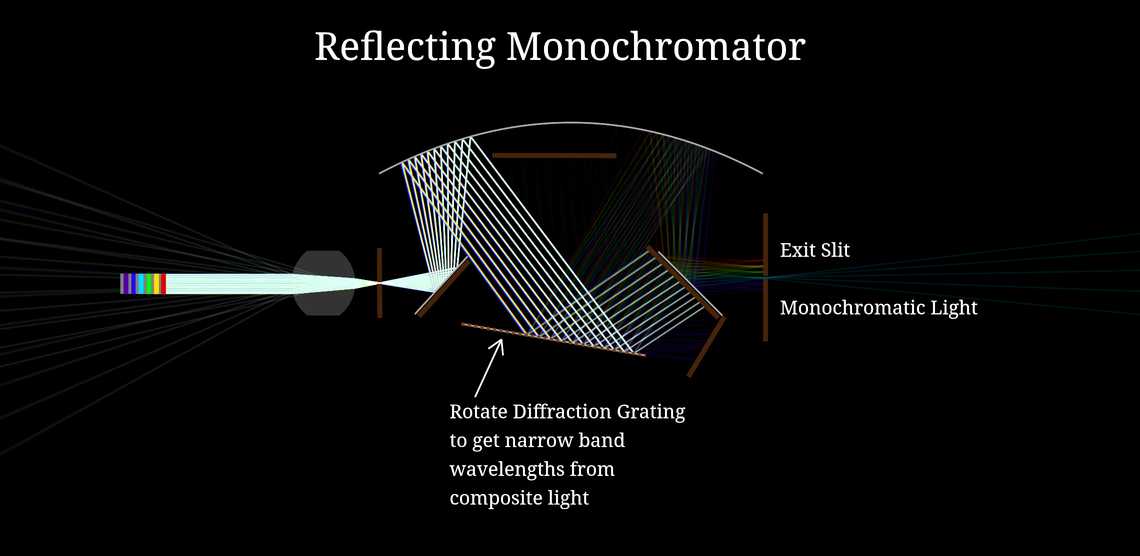 Reflecting Monochromator
Exit Slit
Monochromatic Light
Rotate Diffraction Grating
to get narrow band
wavelengths from
composite light